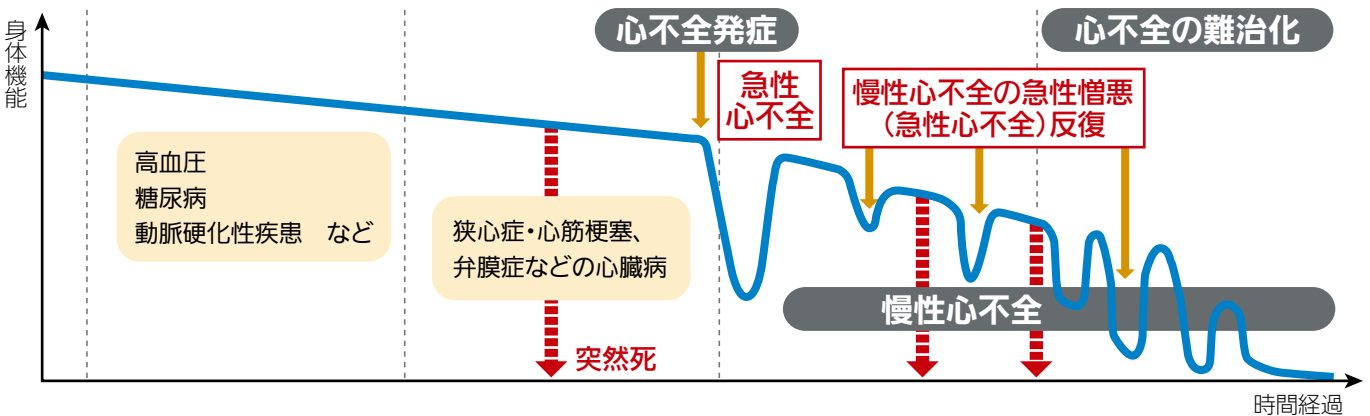 身体機能
心不全発症
心不全の難治化
急性
心不全
慢性心不全の急性憎悪
（急性心不全）反復
高血圧
糖尿病
動脈硬化性疾患　など
狭心症・心筋梗塞、
弁膜症などの心臓病
慢性心不全
突然死
時間経過